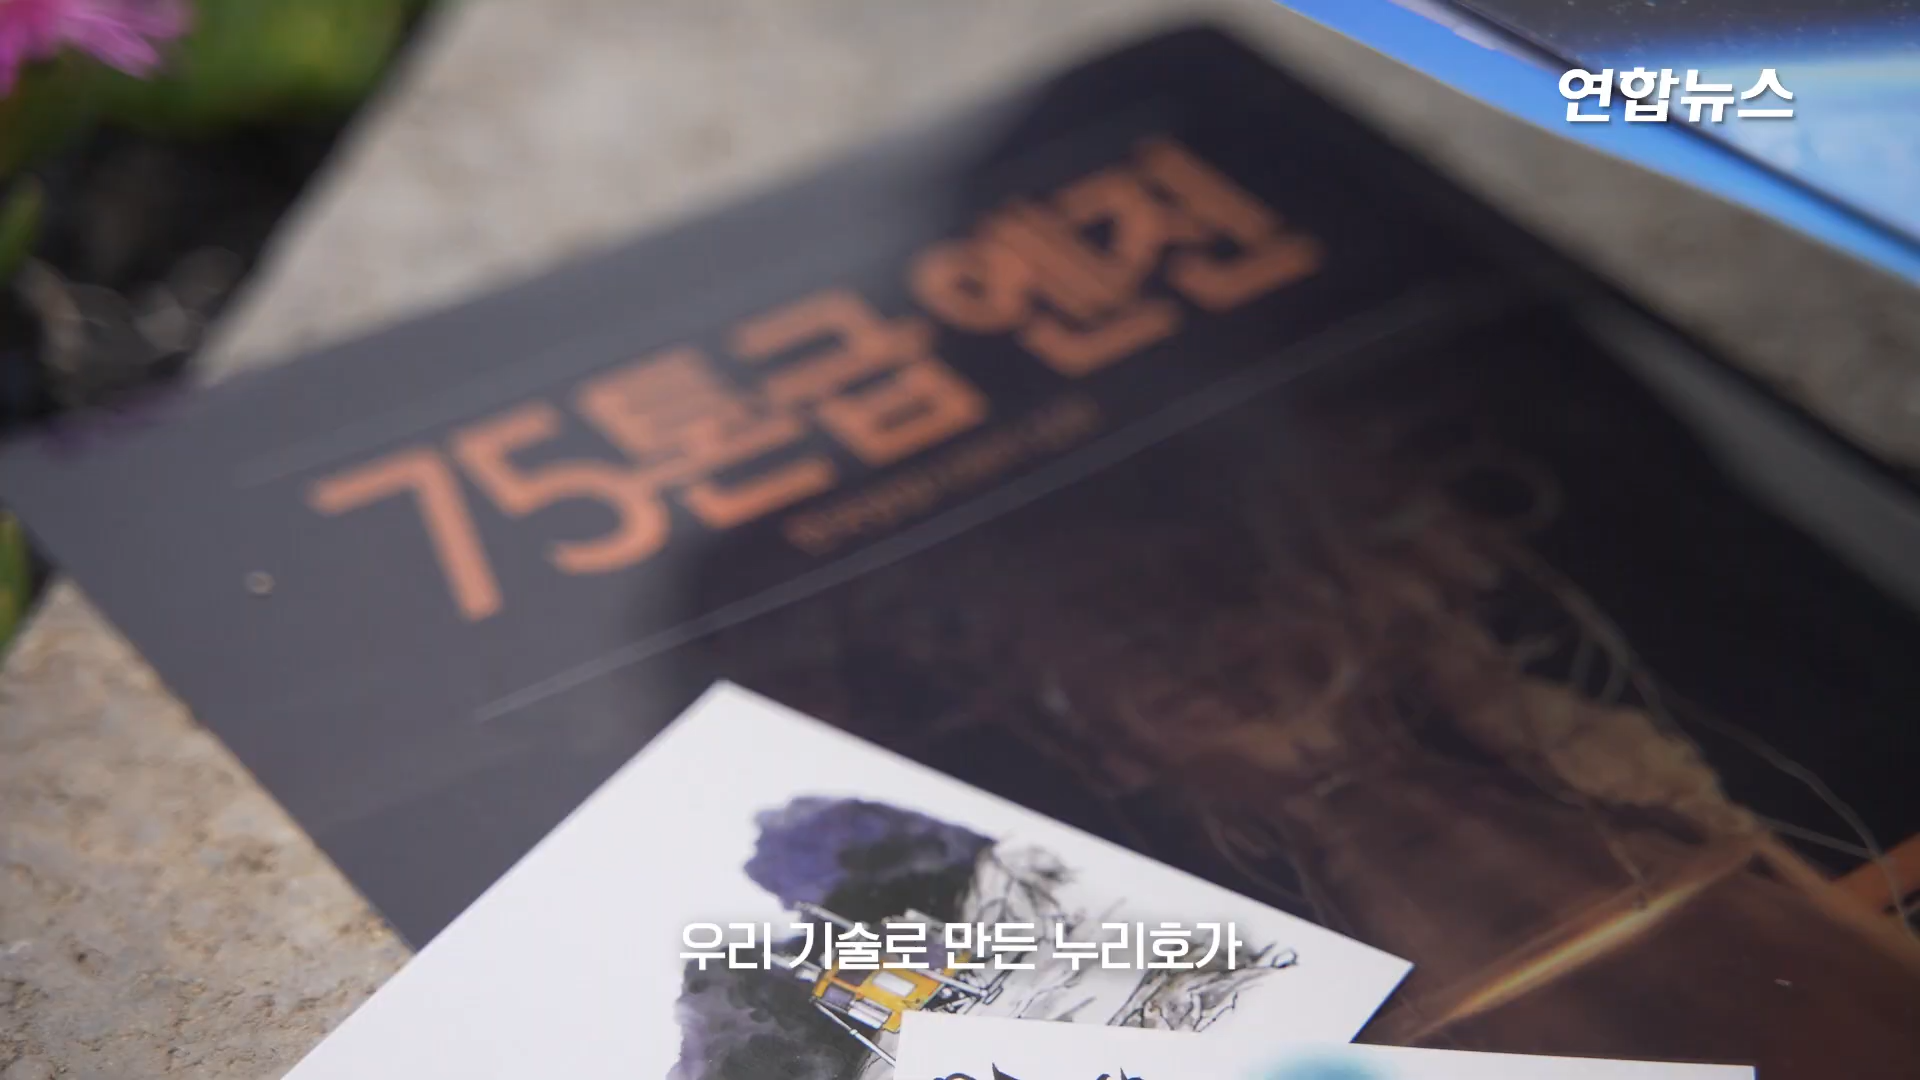 연합뉴스
75톤급 엔진
우리 기술로 만든 누리호가